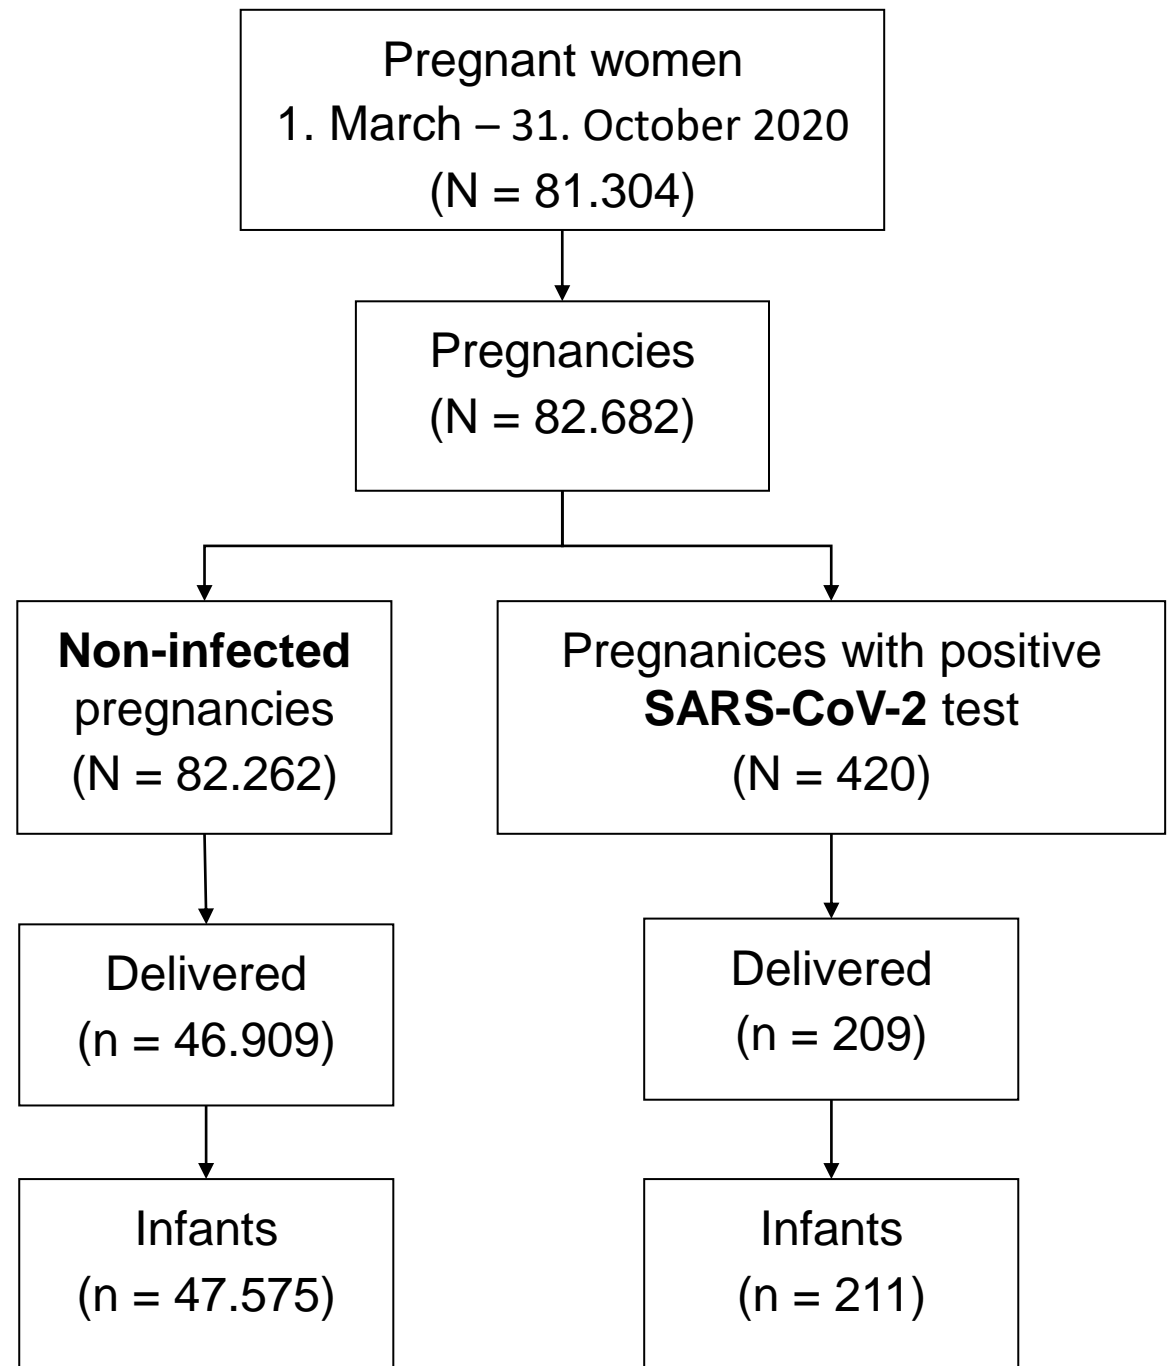 Pregnant women
1. March – 31. October 2020
(N = 81.304)
Pregnancies
(N = 82.682)
Non-infected
pregnancies
(N = 82.262)
Pregnanices with positive
SARS-CoV-2 test
(N = 420)
Delivered
(n = 46.909)
Delivered
(n = 209)
Infants
(n = 47.575)
Infants
(n = 211)